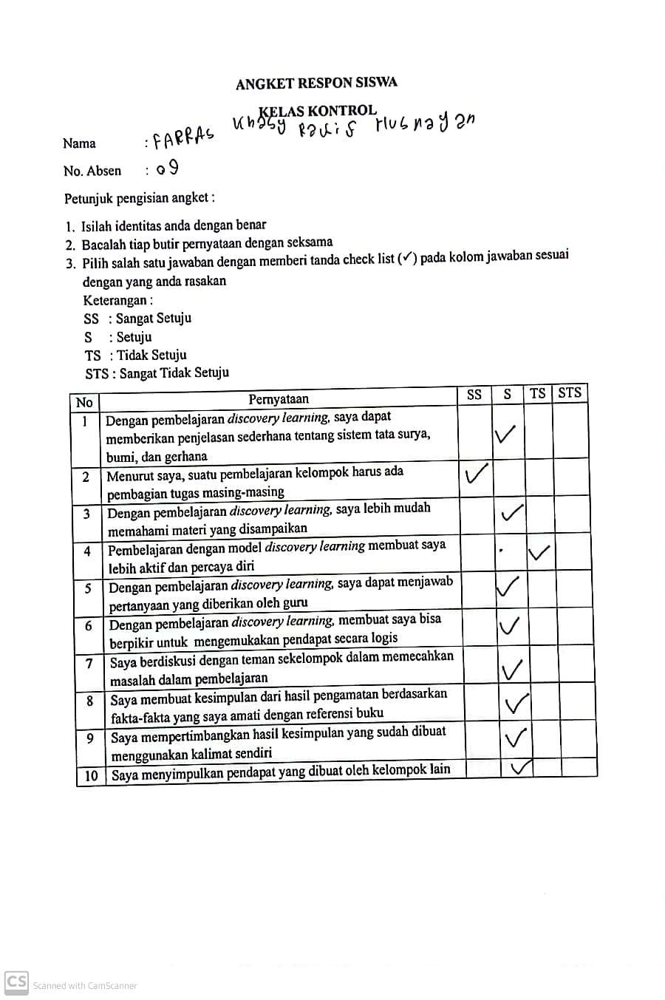 ANGKET RESPON SISWA
KELAS KONTROL
Nama : FARRAS Khosy Radif Husnayan
No. Absen : 09
Petunjuk pengisian angket :
1. Isilah identitas anda dengan benar
2. Bacalah tiap butir pernyataan dengan seksama
3. Pilih salah satu jawaban dengan memberi tanda check list (✓) pada kolom jawaban sesuai
dengan yang anda rasakan
Keterangan :
SS : Sangat Setuju
S : Setuju
TS : Tidak Setuju
STS : Sangat Tidak Setuju
No Pernyataan SS S TS STS
1 Dengan pembelajaran discovery learning, saya dapat
memberikan penjelasan sederhana tentang sistem tata surya, ✓
bumi, dan gerhana
2 Menurut saya, suatu pembelajaran kelompok harus ada ✓
pembagian tugas masing-masing
3 Dengan pembelajaran discovery learning, saya lebih mudah ✓
memahami materi yang disampaikan
4 Pembelajaran dengan model discovery learning membuat saya ✓
lebih aktif dan percaya diri
5 Dengan pembelajaran discovery learning, saya dapat menjawab ✓
pertanyaan yang diberikan oleh guru
6 Dengan pembelajaran discovery learning, membuat saya bisa ✓
berpikir untuk mengemukakan pendapat secara logis
7 Saya berdiskusi dengan teman sekelompok dalam memecahkan ✓
masalah dalam pembelajaran
8 Saya membuat kesimpulan dari hasil pengamatan berdasarkan ✓
fakta-fakta yang saya amati dengan referensi buku
9 Saya mempertimbangkan hasil kesimpulan yang sudah dibuat ✓
menggunakan kalimat sendiri
10 Saya menyimpulkan pendapat yang dibuat oleh kelompok lain ✓
CS Scanned with CamScanner